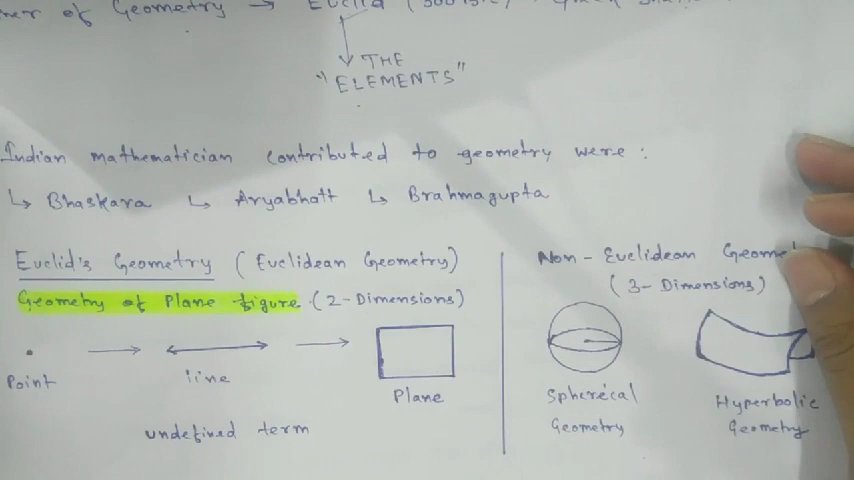 of Geometry → Euclid
"THE
ELEMENTS"
Indian mathematician contributed to geometry were :
↳ Bhaskara ↳ Aryabhatt ↳ Brahmagupta
Euclid's Geometry (Euclidean Geometry)
Geometry of Plane figure (2-Dimensions)
Point
line
Plane
undefined term
Non-Euclidean
(3-Dimensions)
Spherical
Geometry
Hyperbolic
Geometry